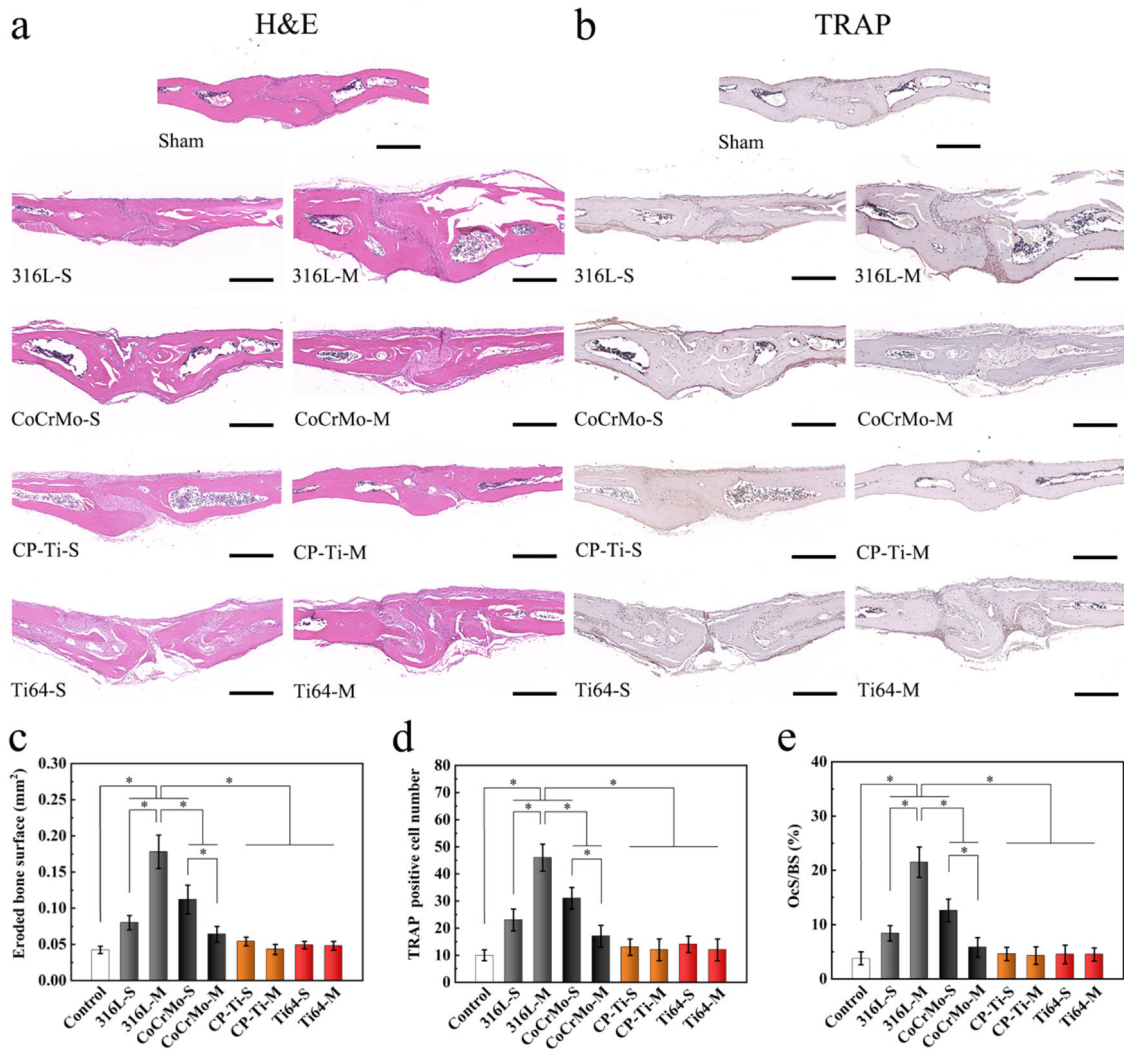 a H&E b TRAP
Sham Sham
316L-S 316L-M 316L-S 316L-M
CoCrMo-S CoCrMo-M CoCrMo-S CoCrMo-M
CP-Ti-S CP-Ti-M CP-Ti-S CP-Ti-M
Ti64-S Ti64-M Ti64-S Ti64-M
c
Eroded bone surface (mm²)
0.30
0.25
0.20
0.15
0.10
0.05
0.00
* * * * *
Control 316L-S 316L-M CoCrMo-S CoCrMo-M CP-Ti-S CP-Ti-M Ti64-S Ti64-M
d
TRAP positive cell number
80
70
60
50
40
30
20
10
0
* * * * *
Control 316L-S 316L-M CoCrMo-S CoCrMo-M CP-Ti-S CP-Ti-M Ti64-S Ti64-M
e
OcS/BS (%)
40
30
20
10
0
* * * * *
Control 316L-S 316L-M CoCrMo-S CoCrMo-M CP-Ti-S CP-Ti-M Ti64-S Ti64-M